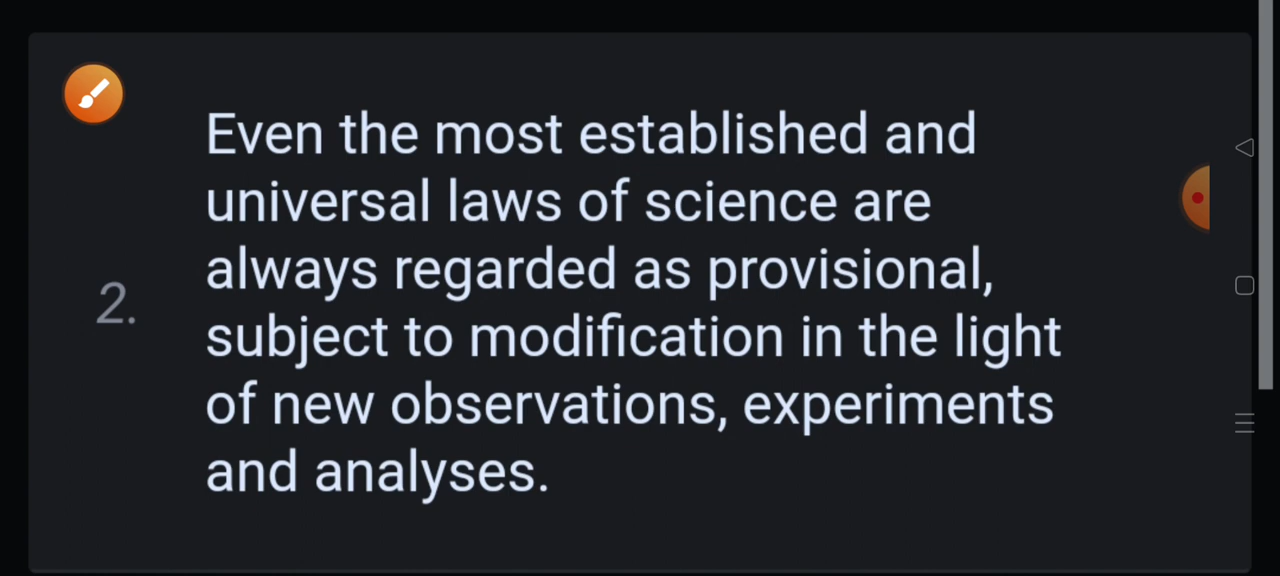 Even the most established and
universal laws of science are
always regarded as provisional,
2.
subject to modification in the light
of new observations, experiments
and analyses.